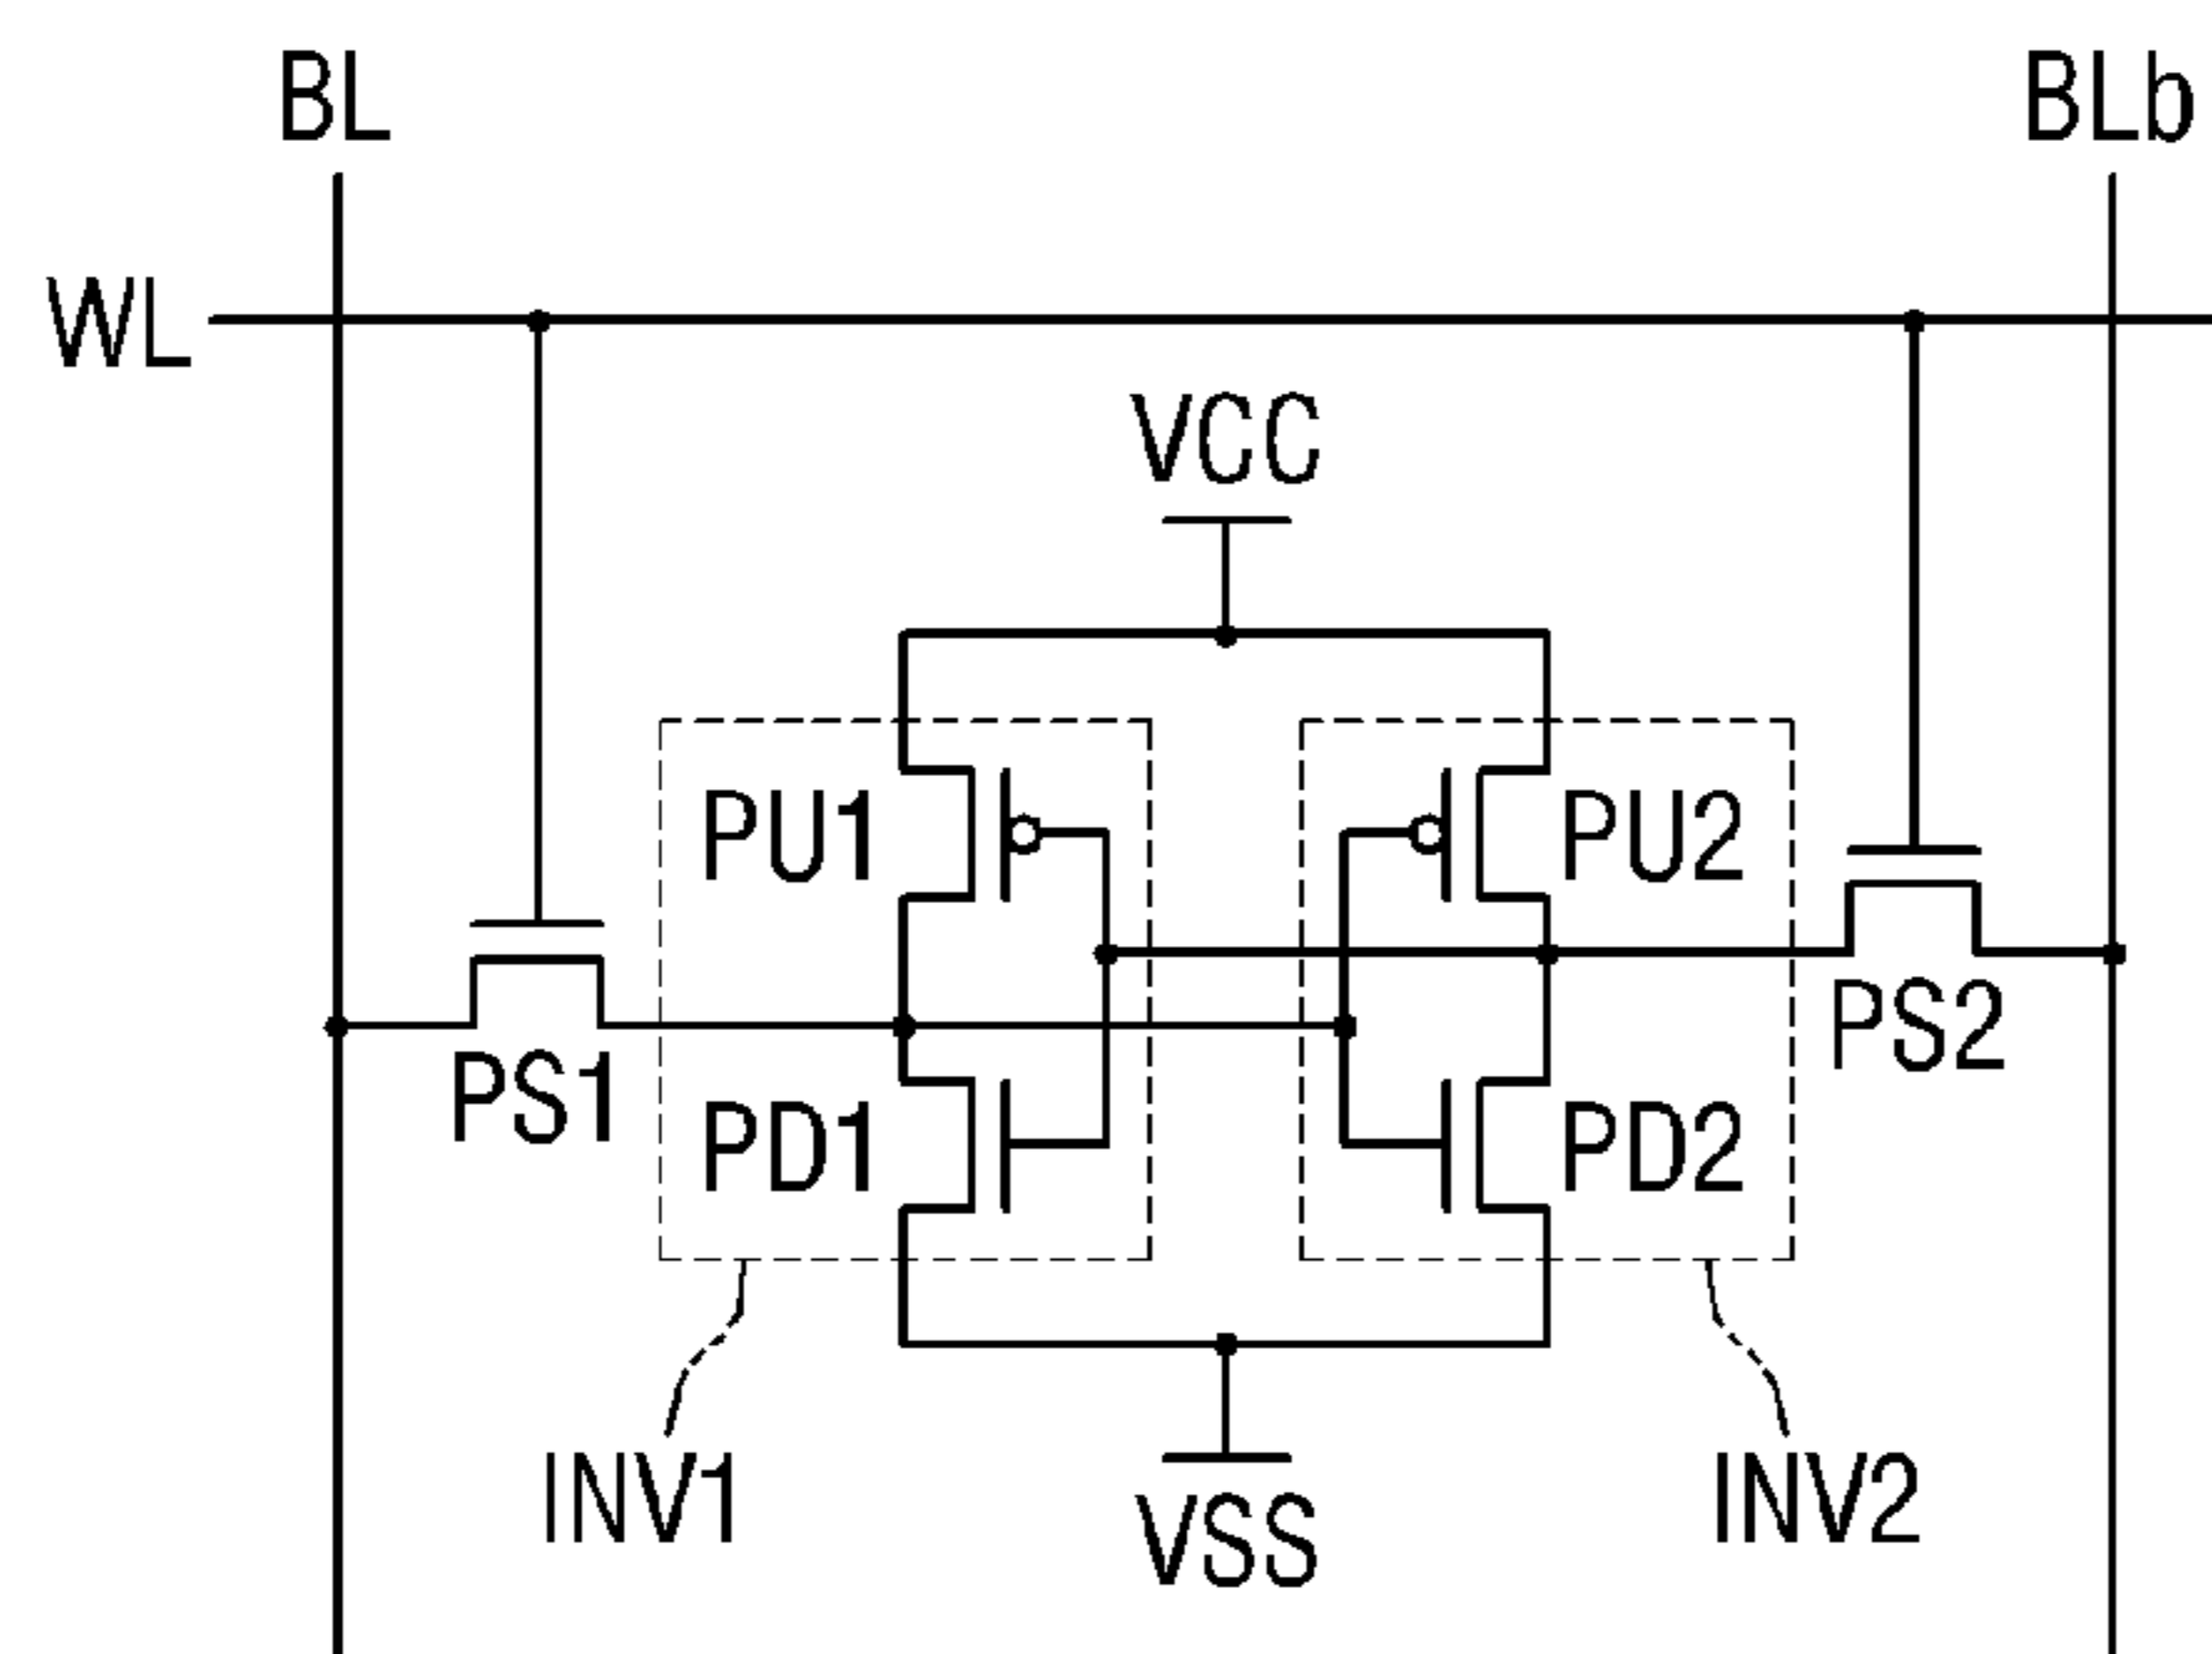 BL
BLb
WL
VCC
PU1
PU2
PS1
PS2
PD1
PD2
INV1
INV2
VSS